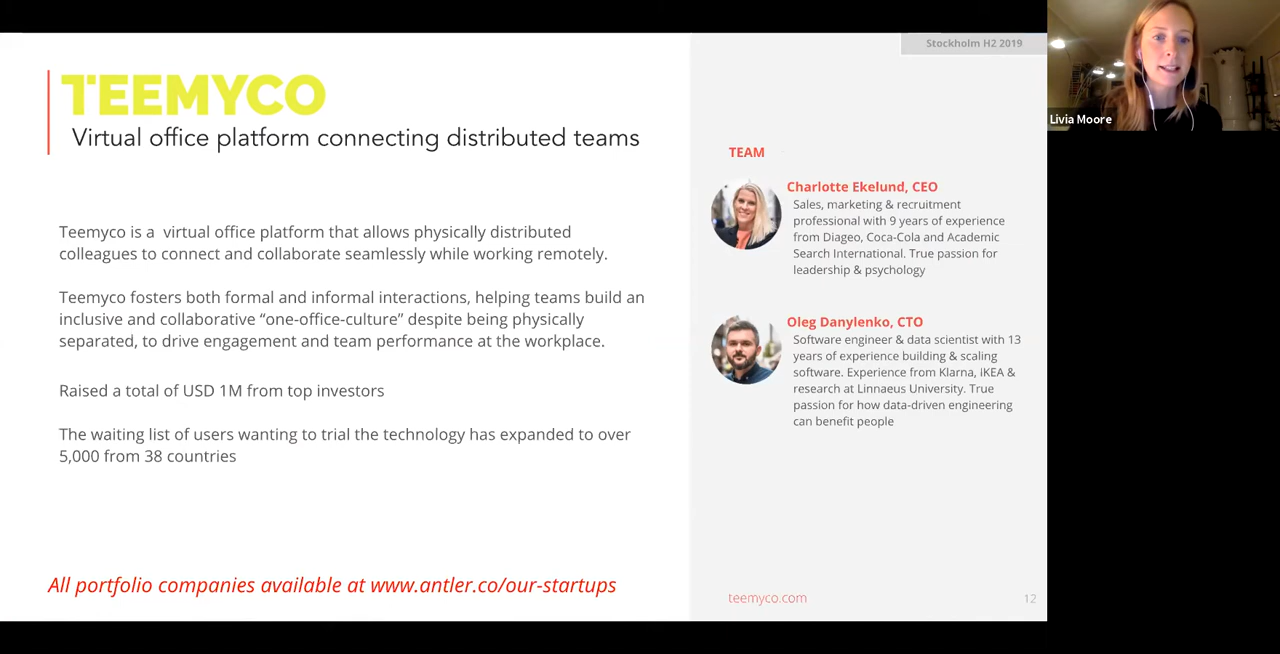 Stockholm H2 2019
TEEMYCO
Virtual office platform connecting distributed teams
Teemyco is a virtual office platform that allows physically distributed
colleagues to connect and collaborate seamlessly while working remotely.
Teemyco fosters both formal and informal interactions, helping teams build an
inclusive and collaborative “one-office-culture” despite being physically
separated, to drive engagement and team performance at the workplace.
Raised a total of USD 1M from top investors
The waiting list of users wanting to trial the technology has expanded to over
5,000 from 38 countries
All portfolio companies available at www.antler.co/our-startups
TEAM
Charlotte Ekelund, CEO
Sales, marketing & recruitment
professional with 9 years of experience
from Diageo, Coca-Cola and Academic
Search International. True passion for
leadership & psychology
Oleg Danylenko, CTO
Software engineer & data scientist with 13
years of experience building & scaling
software. Experience from Klarna, iKEA &
research at Linnaeus University. True
passion for how data-driven engineering
can benefit people
teemyco.com
12
Livia Moore